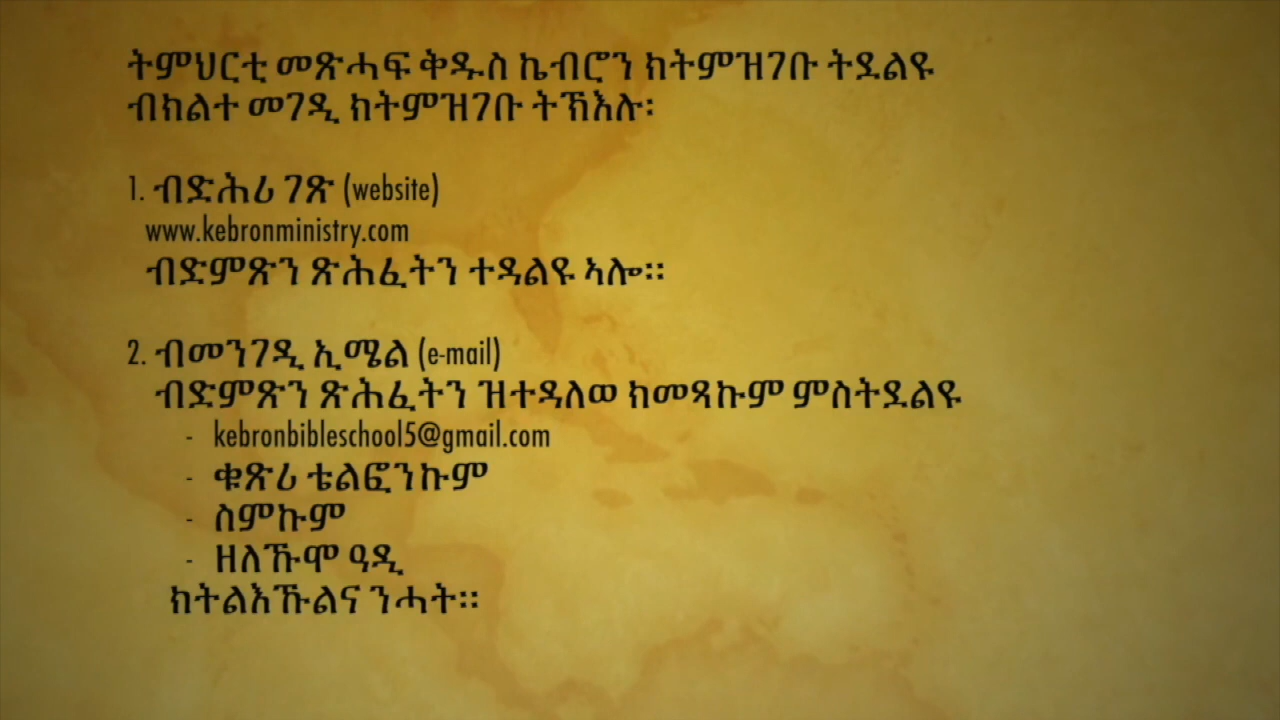 ትምህርቲ መጽሓፍ ቅዱስ ኬብሮን ክትምዝገቡ ትደልዩ
ብክልተ መገዲ ክትምዝገቡ ትኽእሉ፡
1. ብድሕሪ ገጽ (website)
www.kebronministry.com
ብድምጽን ጽሕፈትን ተዳልዩ ኣሎ።
2. ብመንገዲ ኢሜል (e-mail)
ብድምጽን ጽሕፈትን ዝተዳለወ ክመጻኩም ምስትደልዩ
- kebronbibleschool5@gmail.com
- ቁጽሪ ቴልፎንኩም
- ስምኩም
- ዘለኹሞ ዓዲ
ክትልእኹልና ንሓት።